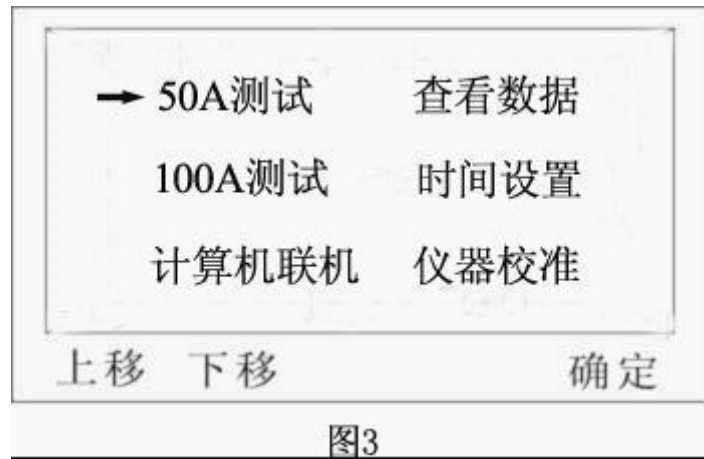 → 50A测试 查看数据
100A测试 时间设置
计算机联机 仪器校准
上移 下移 确定
图3